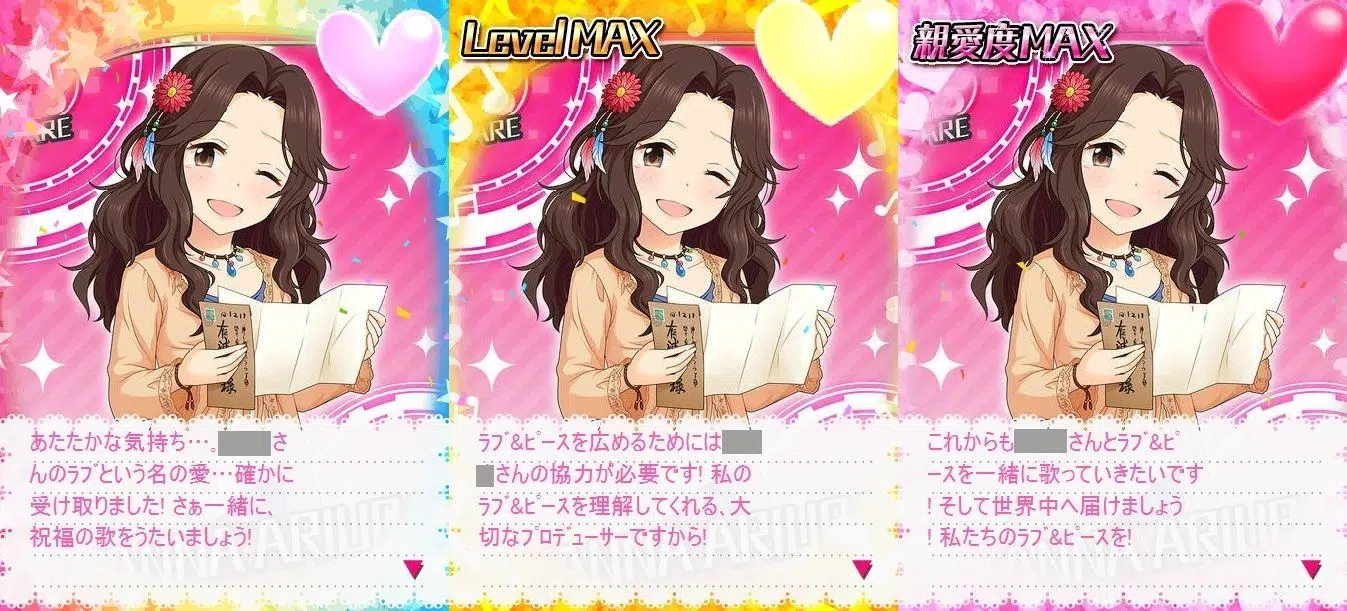 ARE
あたたかな気持ち…。さ
んのﾗﾌﾞという名の愛…確かに
受け取りました! さぁ一緒に、
祝福の歌をうたいましょう!
Level MAX
ARE
ﾗﾌﾞ&ﾋﾟｰｽを広めるためには
さんの協力が必要です! 私の
ﾗﾌﾞ&ﾋﾟｰｽを理解してくれる、大
切なﾌﾟﾛﾃﾞｭｰｻｰですから!
親愛度MAX
ARE
これからもさんとﾗﾌﾞ&ﾋﾟ
ｰｽを一緒に歌っていきたいです
! そして世界中へ届けましょう
! 私たちのﾗﾌﾞ&ﾋﾟｰｽを!